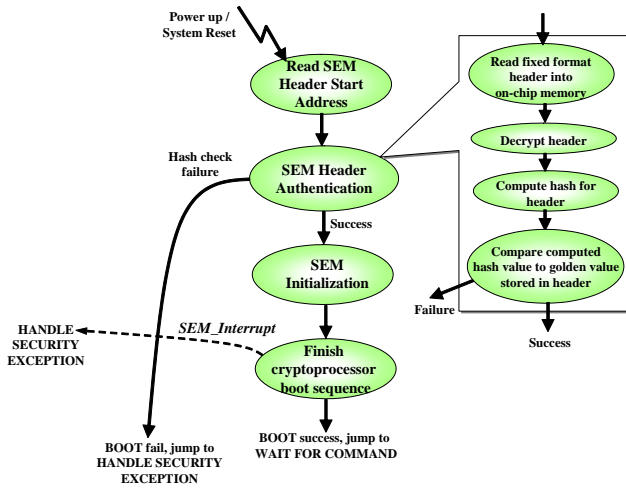 Power up /
System Reset
Read SEM
Header Start
Address
Hash check
failure
SEM Header
Authentication
Success
SEM
Initialization
SEM_Interrupt
HANDLE
SECURITY
EXCEPTION
Finish
cryptoprocessor
boot sequence
BOOT fail, jump to
HANDLE SECURITY
EXCEPTION
BOOT success, jump to
WAIT FOR COMMAND
Read fixed format
header into
on-chip memory
Decrypt header
Compute hash for
header
Compare computed
hash value to golden value
stored in header
Failure
Success